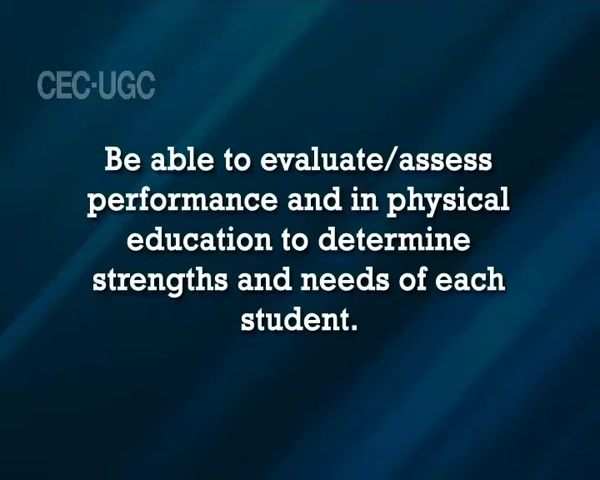 CEC-UGC
Be able to evaluate/assess
performance and in physical
education to determine
strengths and needs of each
student.